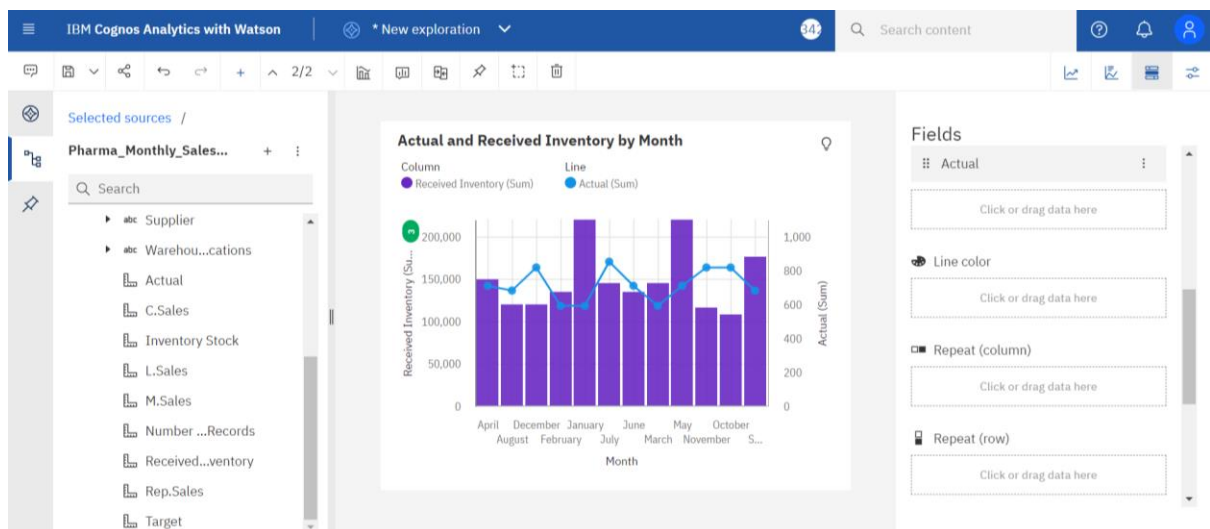 IBM Cognos Analytics with Watson
* New exploration
342
Search content
2/2
Selected sources /
Pharma_Monthly_Sales...
Search
abc Supplier
abc Warehou...cations
Actual
C.Sales
Inventory Stock
L.Sales
M.Sales
Number ...Records
Received...ventory
Rep.Sales
Target
Actual and Received Inventory by Month
Column Line
Received Inventory (Sum) Actual (Sum)
Received Inventory (Su...
200,000
150,000
100,000
50,000
0
1,000
800
600
400
200
0
Actual (Sum)
April December January June May October
August February July March November S...
Month
Fields
Actual
Click or drag data here
Line color
Click or drag data here
Repeat (column)
Click or drag data here
Repeat (row)
Click or drag data here